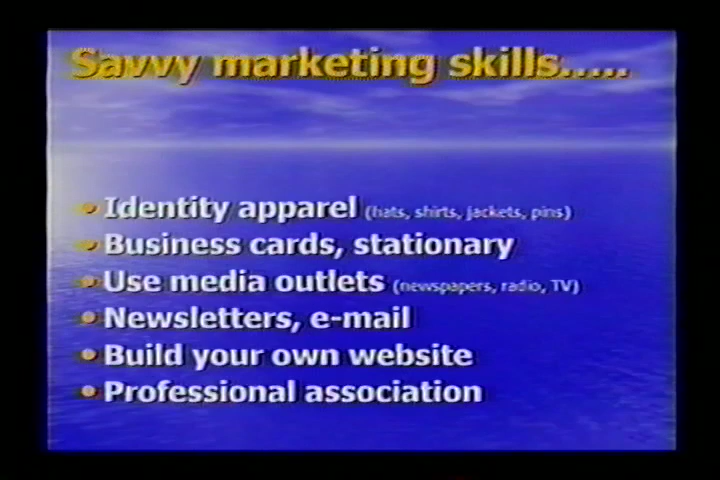 Savvy marketing skills.....
• Identity apparel (hats, shirts, jackets, pins)
• Business cards, stationary
• Use media outlets (newspapers, radio, TV)
• Newsletters, e-mail
• Build your own website
• Professional association